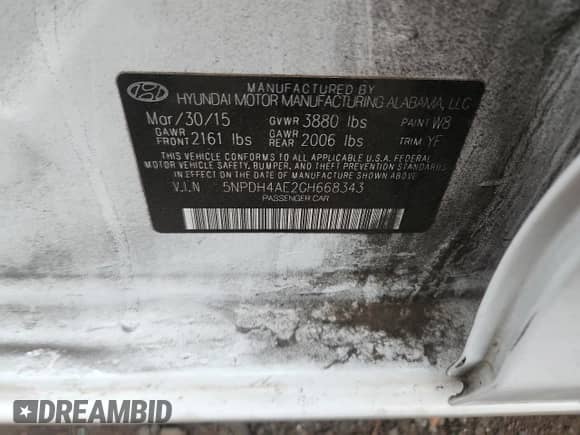 MANUFACTURED BY
HYUNDAI MOTOR MANUFACTURING ALABAMA, LLC
Mar/30/15 GVWR 3880 lbs PAINT W8
GAWR FRONT 2161 lbs GAWR REAR 2006 lbs TRIM YF
THIS VEHICLE CONFORMS TO ALL APPLICABLE U.S.A. FEDERAL
MOTOR VEHICLE SAFETY, BUMPER, AND THEFT PREVENTION
STANDARDS IN EFFECT ON THE DATE OF MANUFACTURE SHOWN ABOVE.
V.I.N 5NPDH4AE2GH668343
PASSENGER CAR
DREAMBID